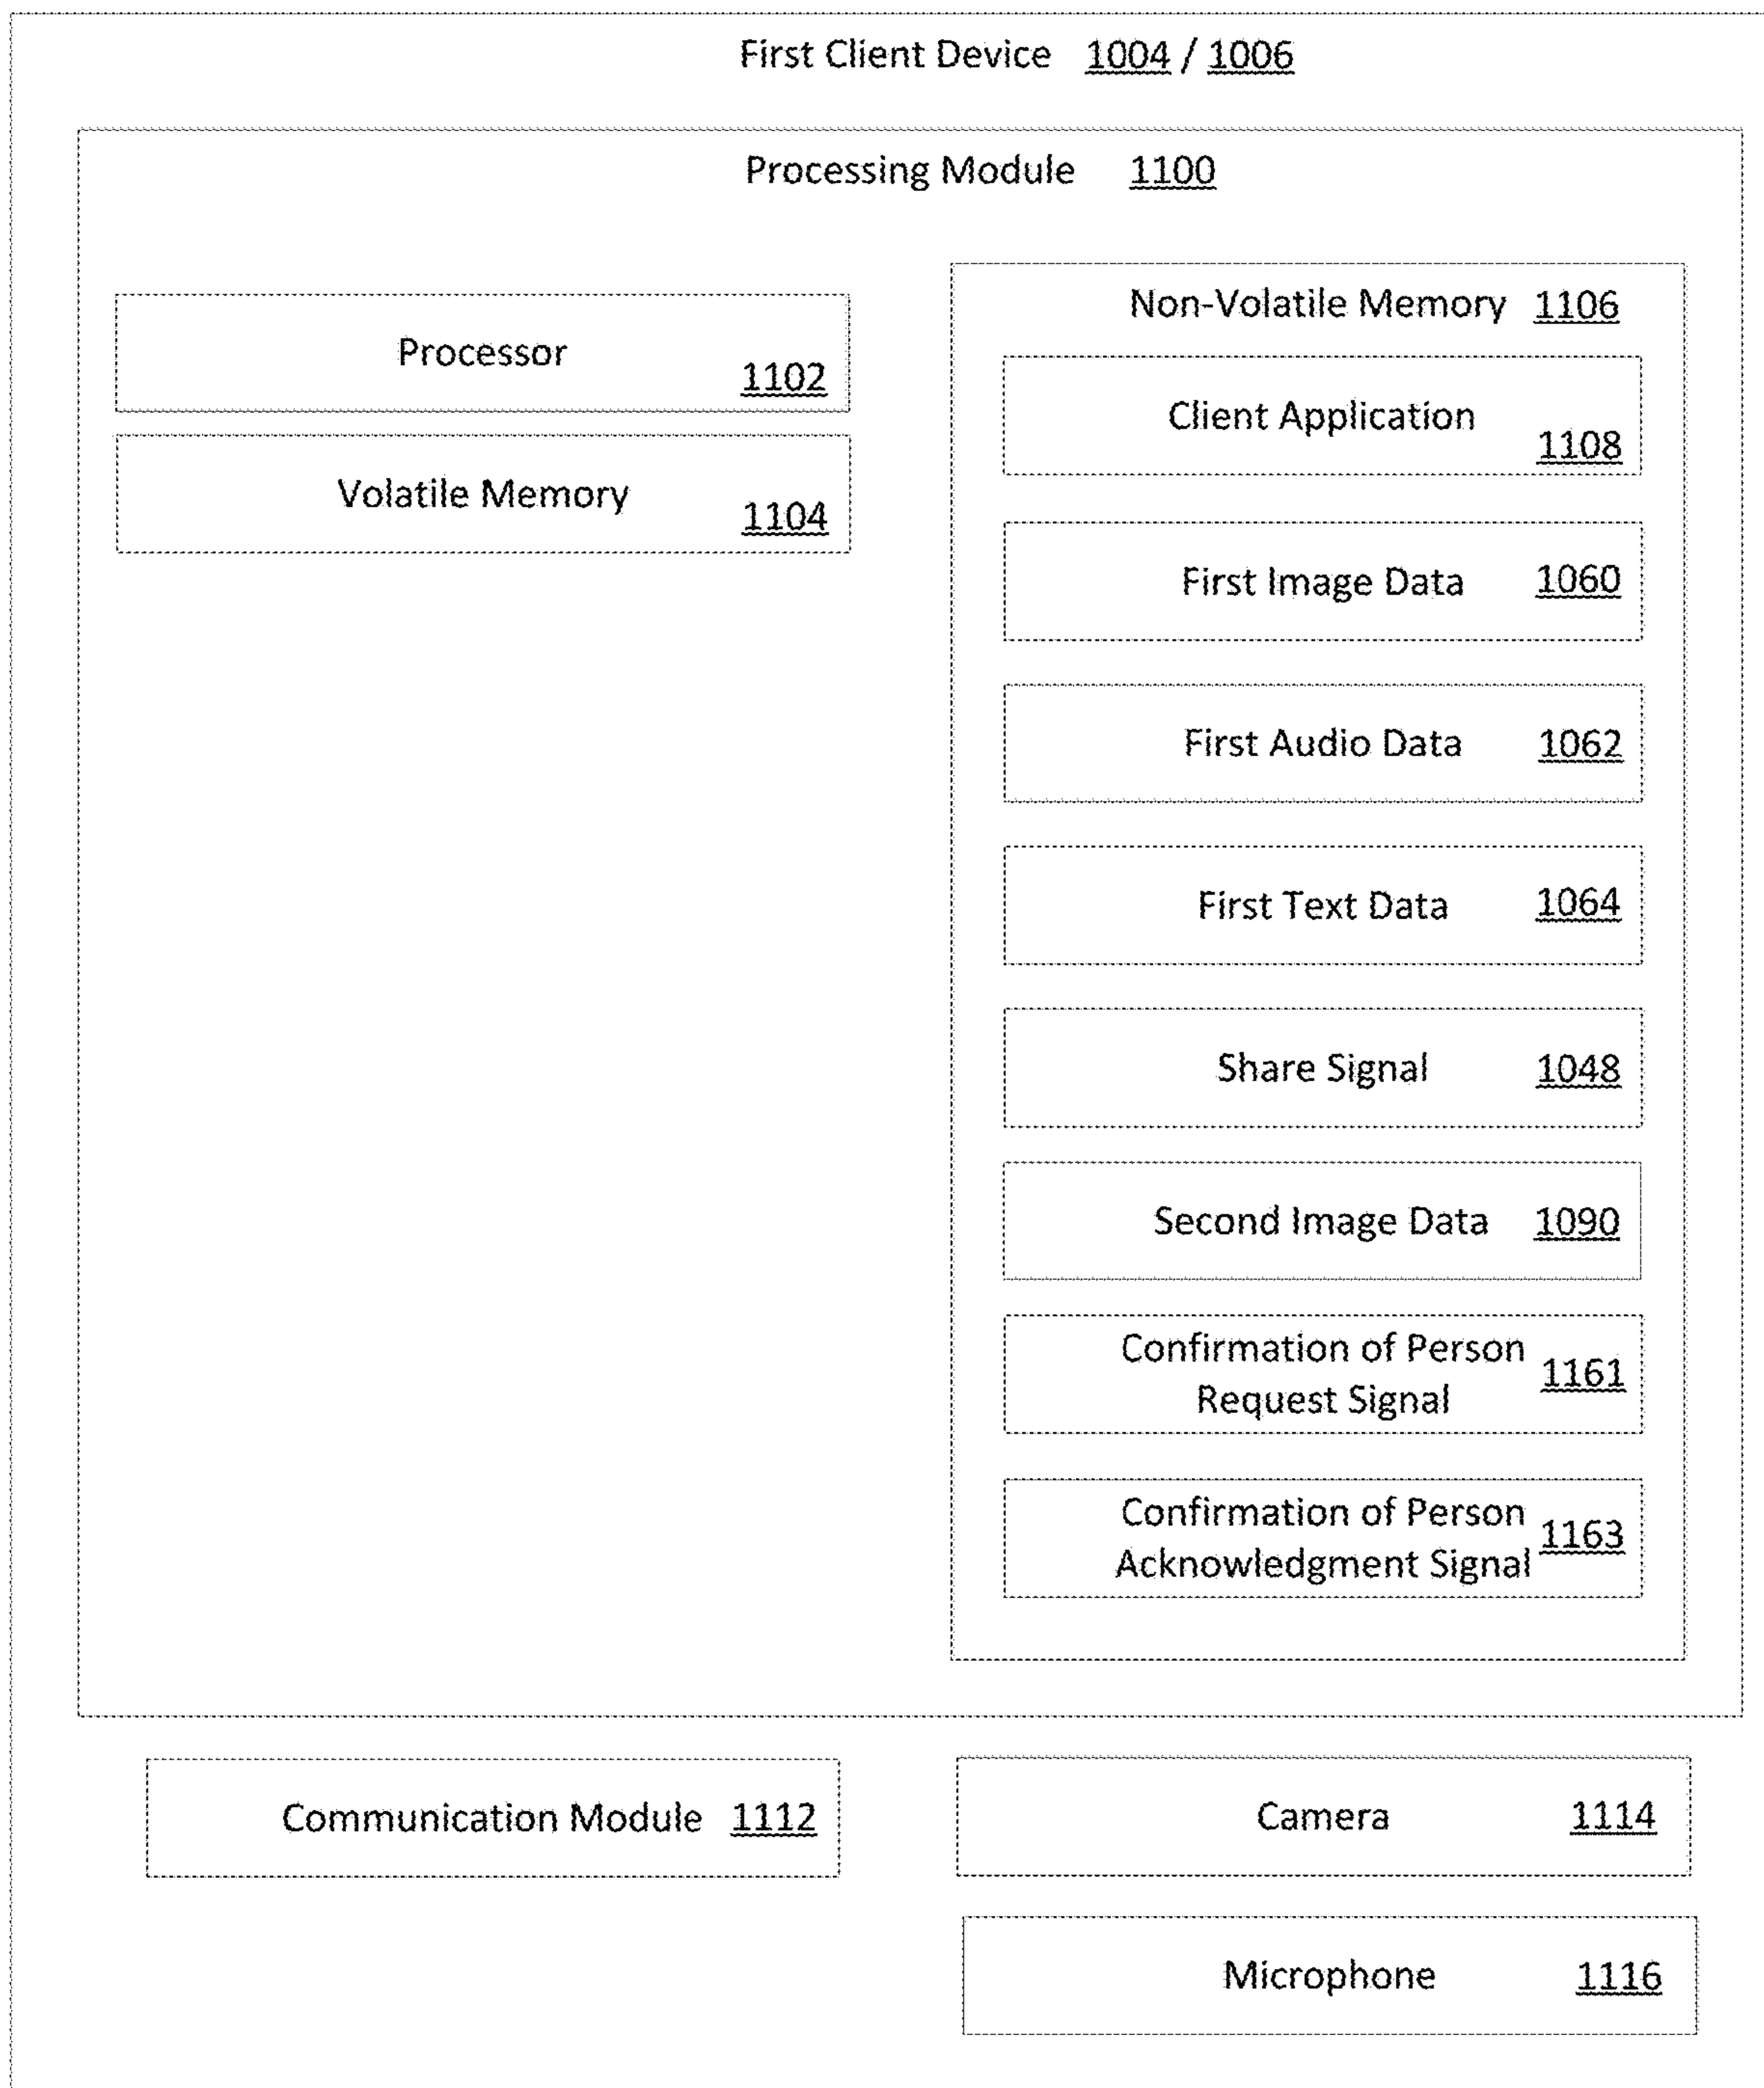 First Client Device 1004 / 1006
Processing Module 1100
Processor 1102
Volatile Memory 1104
Non-Volatile Memory 1106
Client Application 1108
First Image Data 1060
First Audio Data 1062
First Text Data 1064
Share Signal 1048
Second Image Data 1090
Confirmation of Person
Request Signal 1161
Confirmation of Person
Acknowledgment Signal 1163
Communication Module 1112
Camera 1114
Microphone 1116